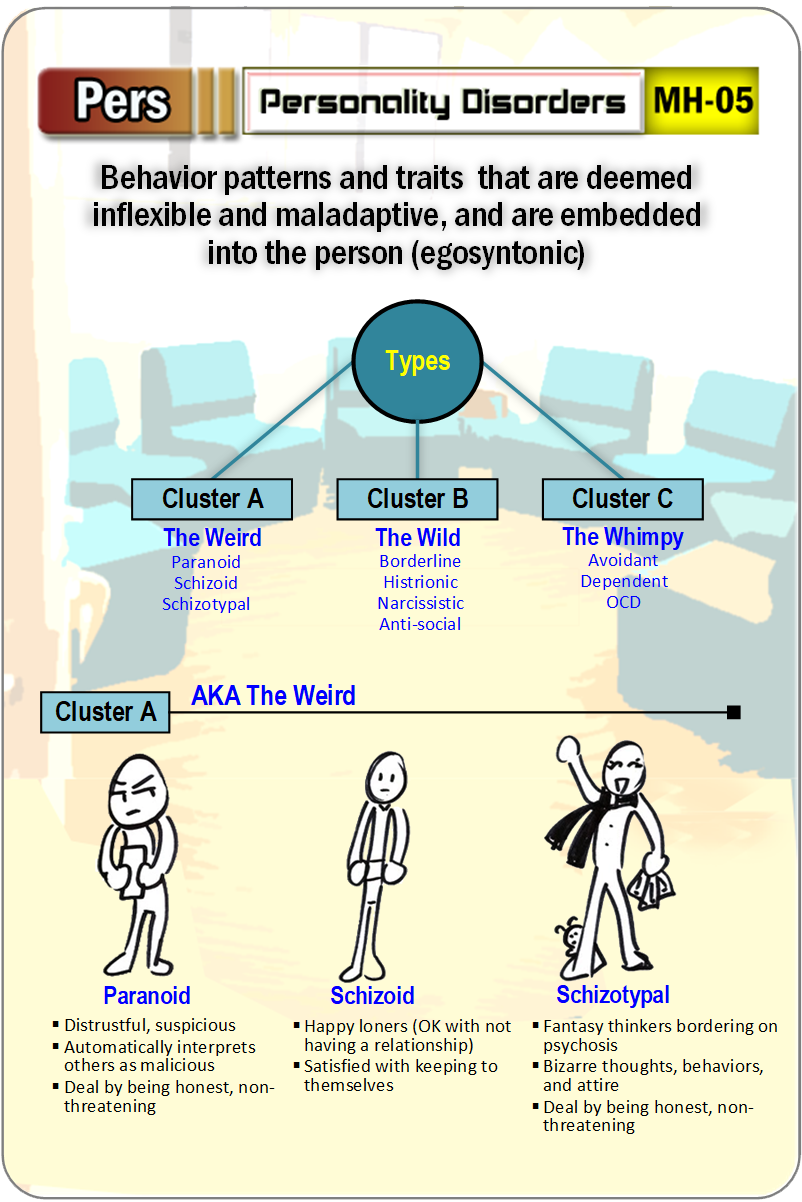 Pers
Personality Disorders
MH-05
Behavior patterns and traits that are deemed
inflexible and maladaptive, and are embedded
into the person (egosyntonic)
Types
Cluster A
The Weird
Paranoid
Schizoid
Schizotypal
Cluster B
The Wild
Borderline
Histrionic
Narcissistic
Anti-social
Cluster C
The Whimpy
Avoidant
Dependent
OCD
Cluster A
AKA The Weird
Paranoid
▪ Distrustful, suspicious
▪ Automatically interprets
others as malicious
▪ Deal by being honest, non-
threatening
Schizoid
▪ Happy loners (OK with not
having a relationship)
▪ Satisfied with keeping to
themselves
Schizotypal
▪ Fantasy thinkers bordering on
psychosis
▪ Bizarre thoughts, behaviors,
and attire
▪ Deal by being honest, non-
threatening